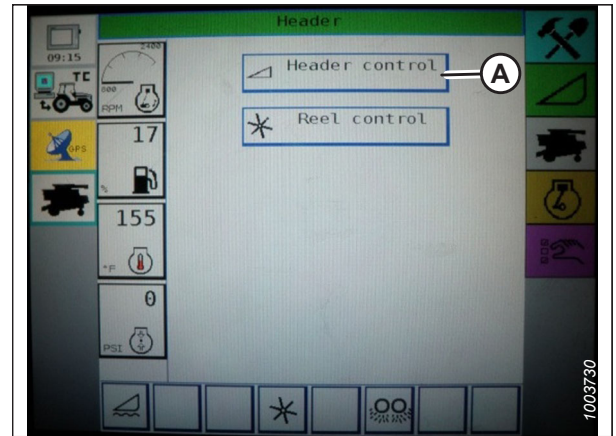 Header
09:15
TC
GPS
2400
800
RPM
17
%
155
°F
0
PSI
Header control
A
Reel control
1003730